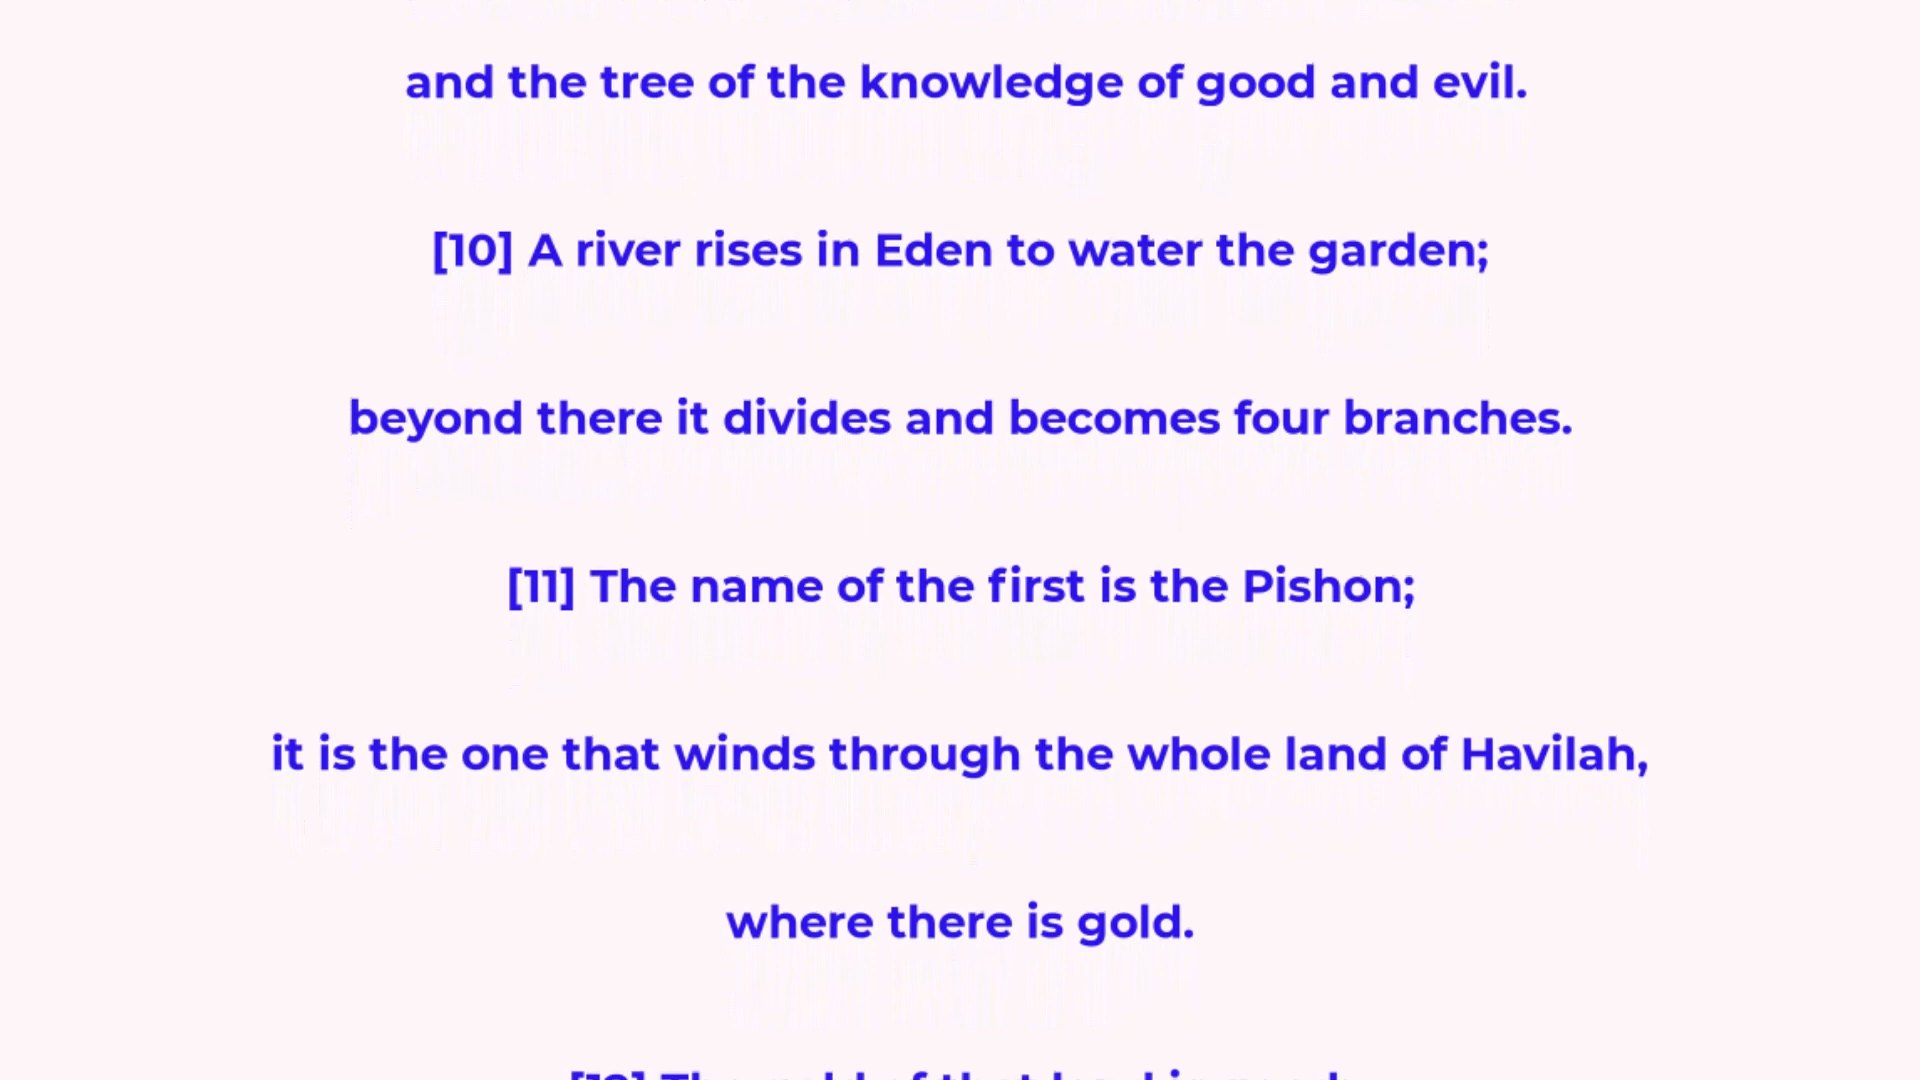 and the tree of the knowledge of good and evil.
[10] A river rises in Eden to water the garden;
beyond there it divides and becomes four branches.
[11] The name of the first is the Pishon;
it is the one that winds through the whole land of Havilah,
where there is gold.